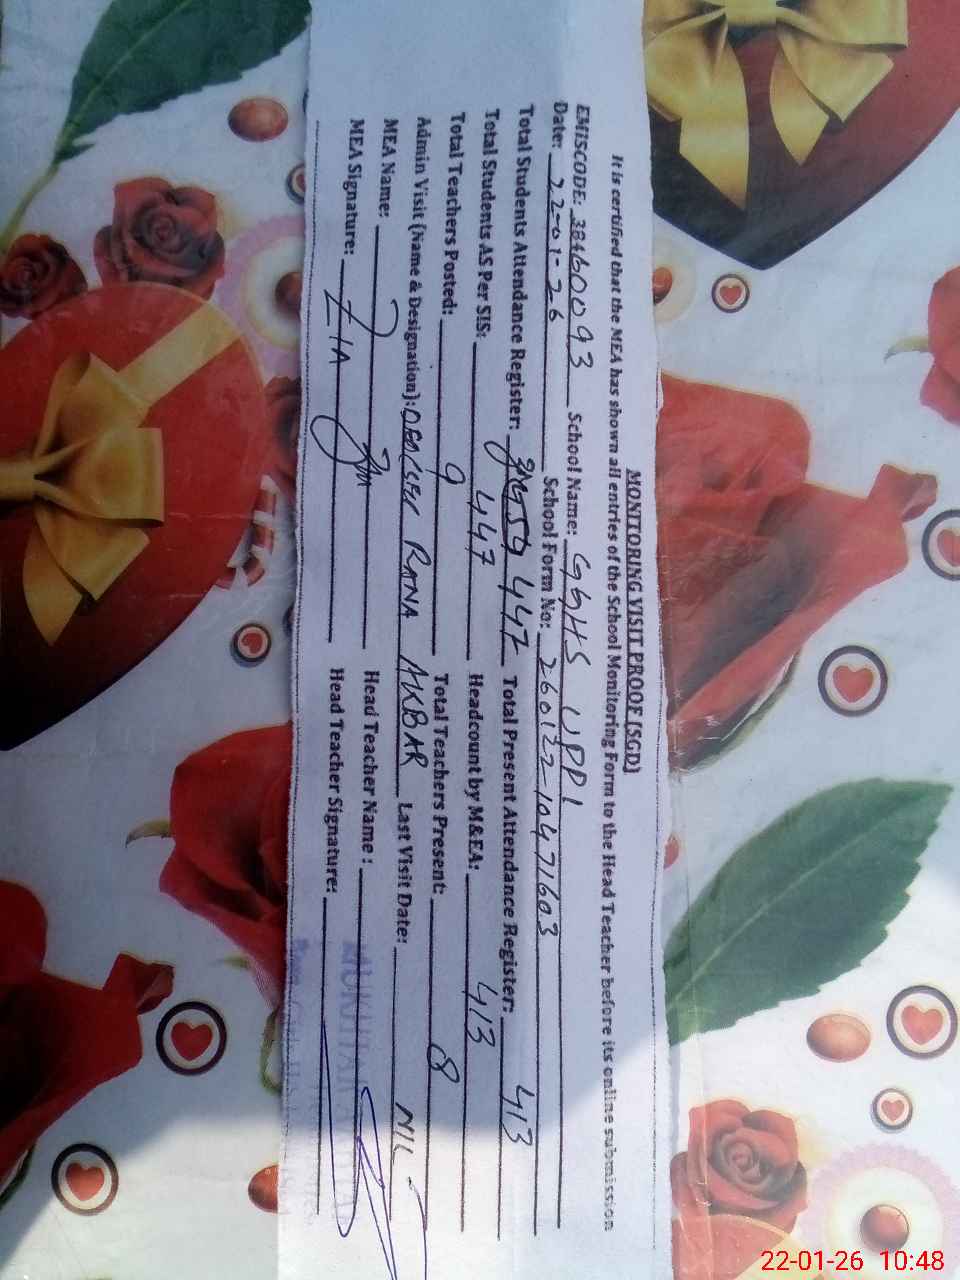 MONITORING VISIT PROOF (SGD)
It is certified that the MEA has shown all entries of the School Monitoring Form to the Head Teacher before its online submission
EMISCODE: 38460093 School Name: GGHS UPPI
Date: 22-01-26 School Form No: 260122-10471603
Total Students Attendance Register: 447 Total Present Attendance Register: 413
Total Students AS Per SIS: 447 Headcount by M&EA: 413
Total Teachers Posted: 9 Total Teachers Present: 8
Admin Visit (Name & Designation): RANA AKBAR Last Visit Date: NIL
MEA Name: Head Teacher Name : MUKHTAR
MEA Signature: ZIA Head Teacher Signature:
22-01-26 10:48